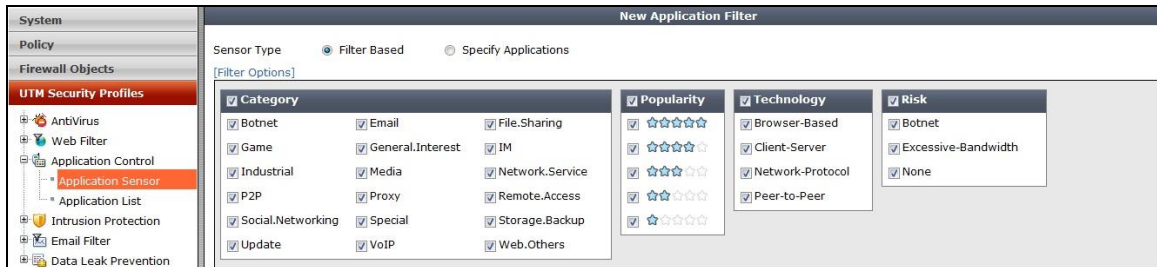 System
Policy
Firewall Objects
UTM Security Profiles
AntiVirus
Web Filter
Application Control
Application Sensor
Application List
Intrusion Protection
Email Filter
Data Leak Prevention
New Application Filter
Sensor Type Filter Based Specify Applications
[Filter Options]
Category
Botnet Email File.Sharing
Game General.Interest IM
Industrial Media Network.Service
P2P Proxy Remote.Access
Social.Networking Special Storage.Backup
Update VoIP Web.Others
Popularity
Technology
Browser-Based
Client-Server
Network-Protocol
Peer-to-Peer
Risk
Botnet
Excessive-Bandwidth
None